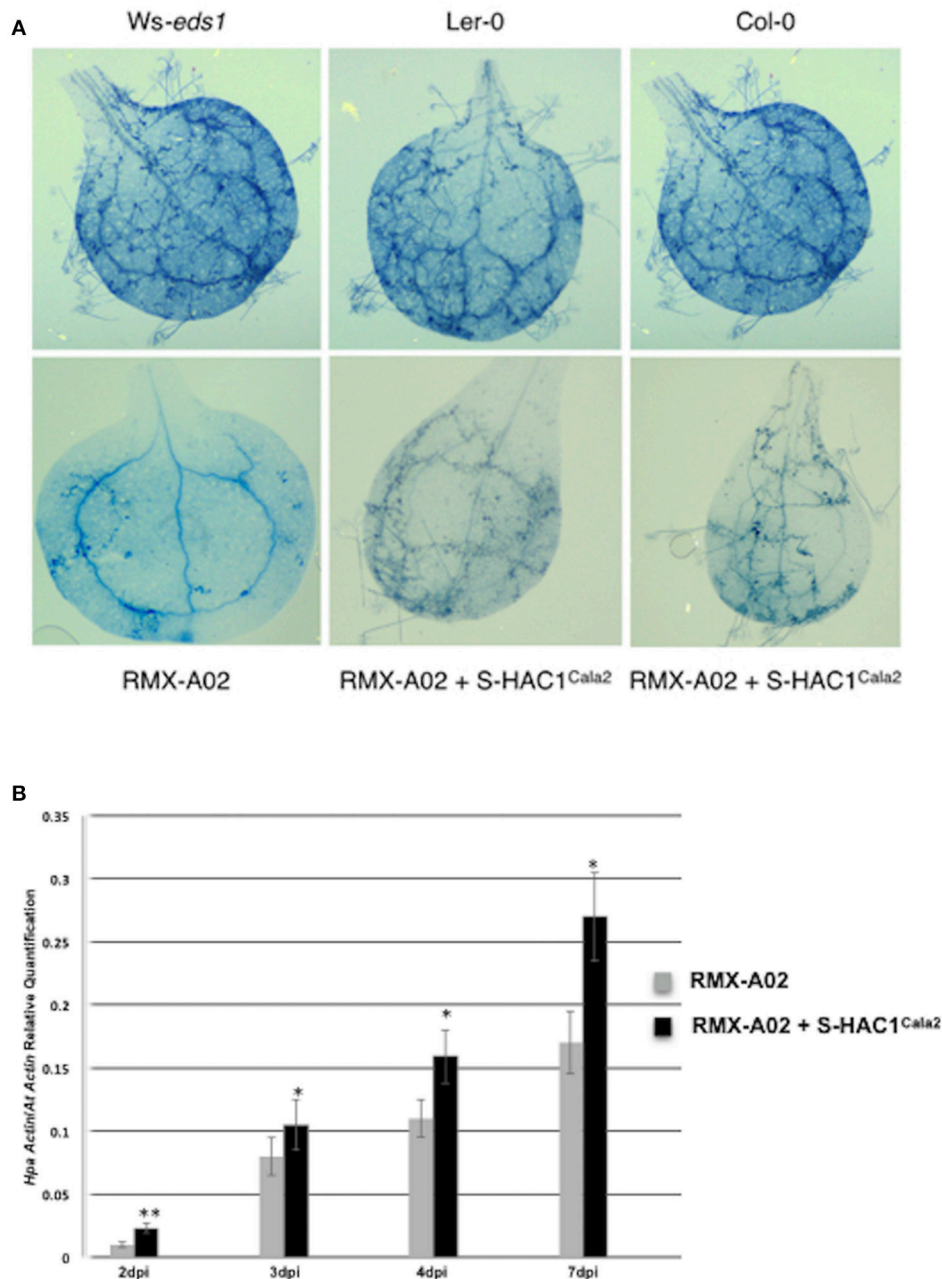 A
Ws-eds1 Ler-0 Col-0
RMX-A02 RMX-A02 + S-HAC1Cala2 RMX-A02 + S-HAC1Cala2
B
Hpa Actin/At Actin Relative Quantification
0.35
0.3
0.25
0.2
0.15
0.1
0.05
0
**
*
*
*
2dpi 3dpi 4dpi 7dpi
RMX-A02
RMX-A02 + S-HAC1Cala2